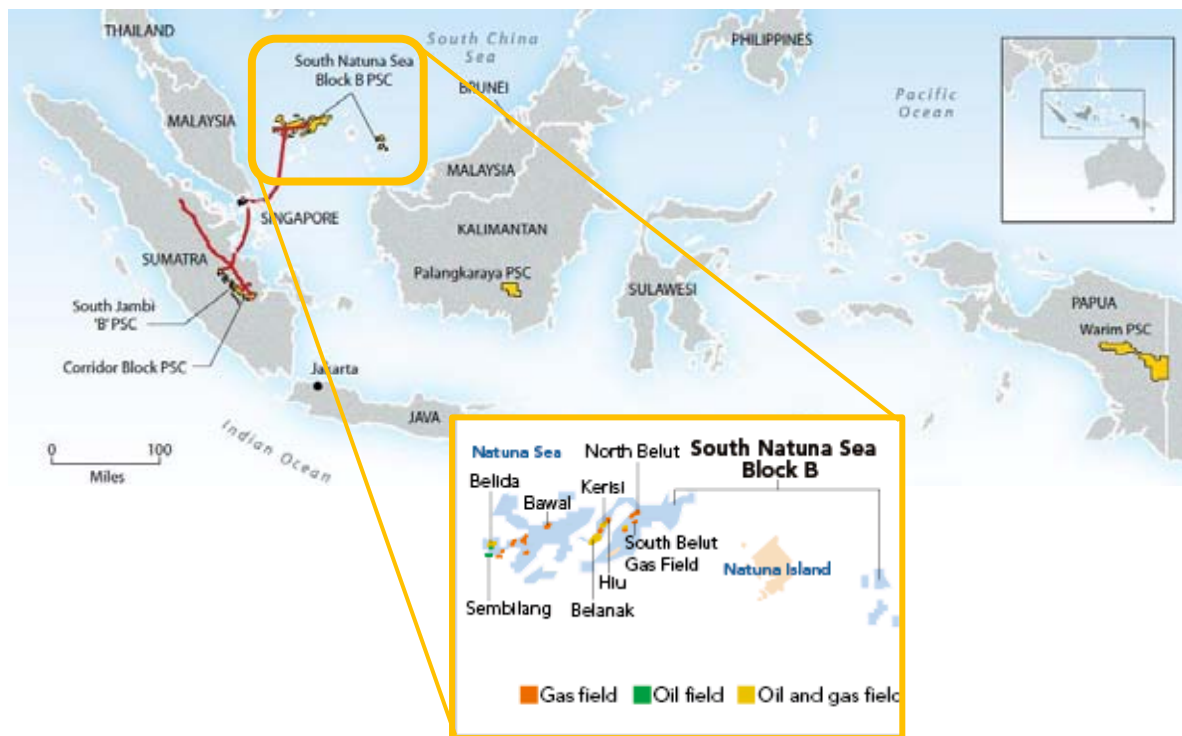 THAILAND
South China
Sea
PHILIPPINES
South Natuna Sea
Block B PSC
BRUNEI
Pacific
Ocean
MALAYSIA
MALAYSIA
SINGAPORE
KALIMANTAN
SUMATRA
Palangkaraya PSC
SULAWESI
South Jambi
'B' PSC
PAPUA
Warim PSC
Corridor Block PSC
Jakarta
JAVA
Indian Ocean
0 100
Miles
Natuna Sea
North Belut
South Natuna Sea
Block B
Belida
Kerisi
Bawal
South Belut
Gas Field
Natuna Island
Hiu
Sembilang
Belanak
Gas field
Oil field
Oil and gas field